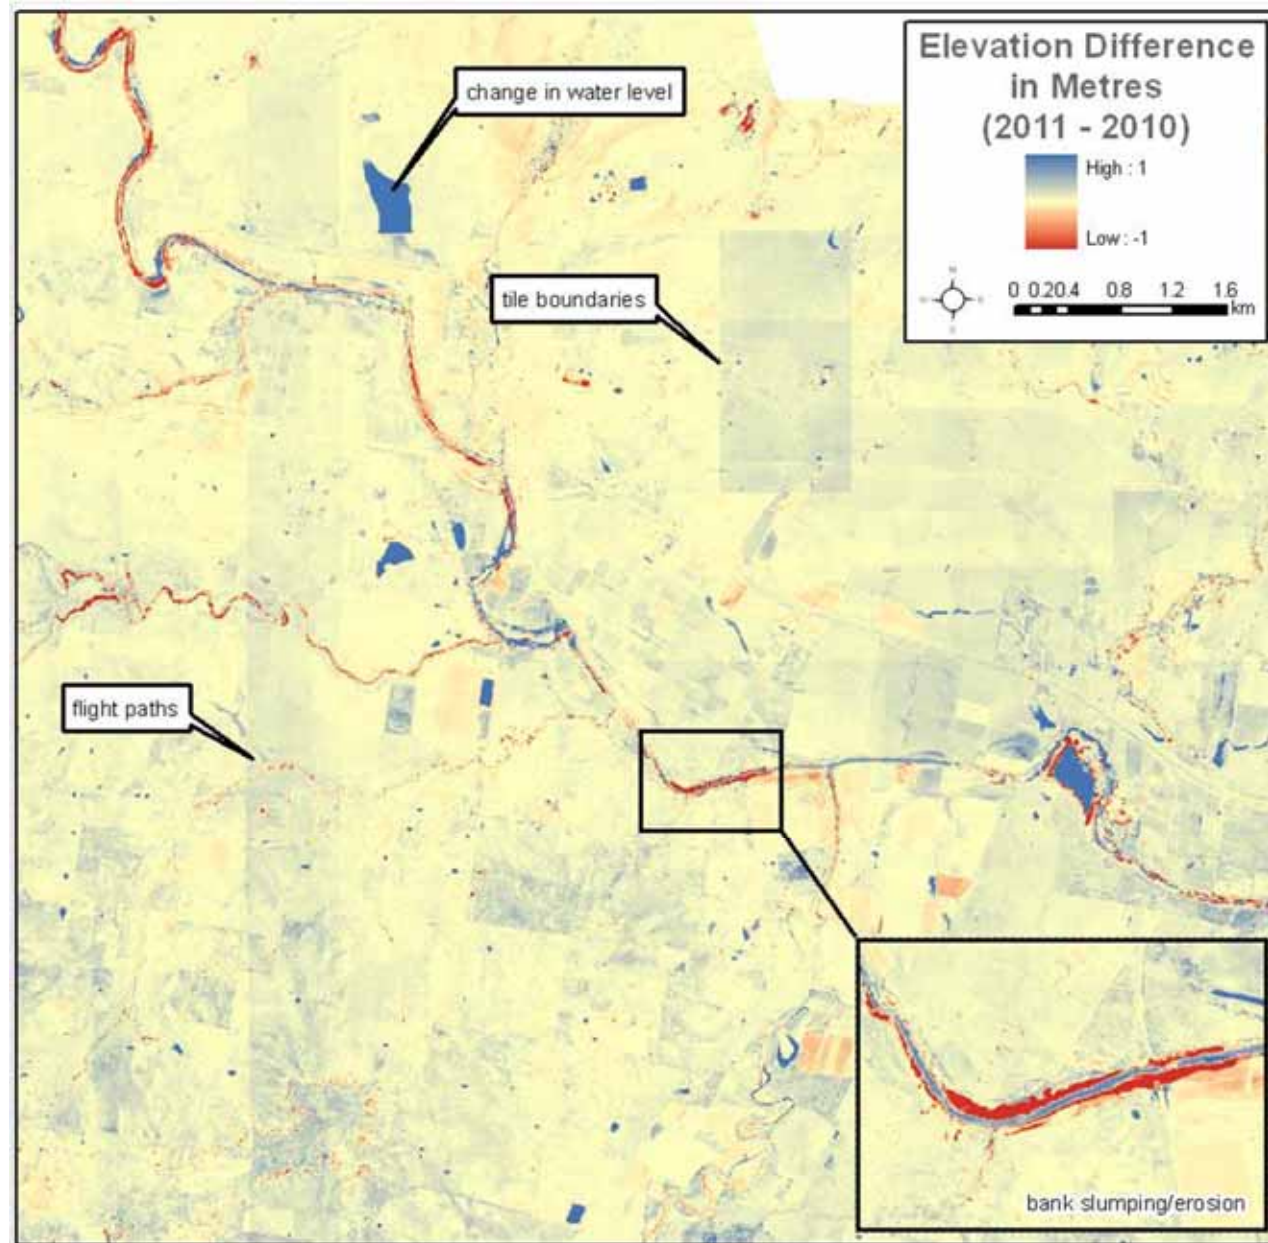 Elevation Difference
in Metres
(2011 - 2010)
High : 1
Low : -1
0 0.20.4 0.8 1.2 1.6
km
change in water level
tile boundaries
flight paths
bank slumping/erosion